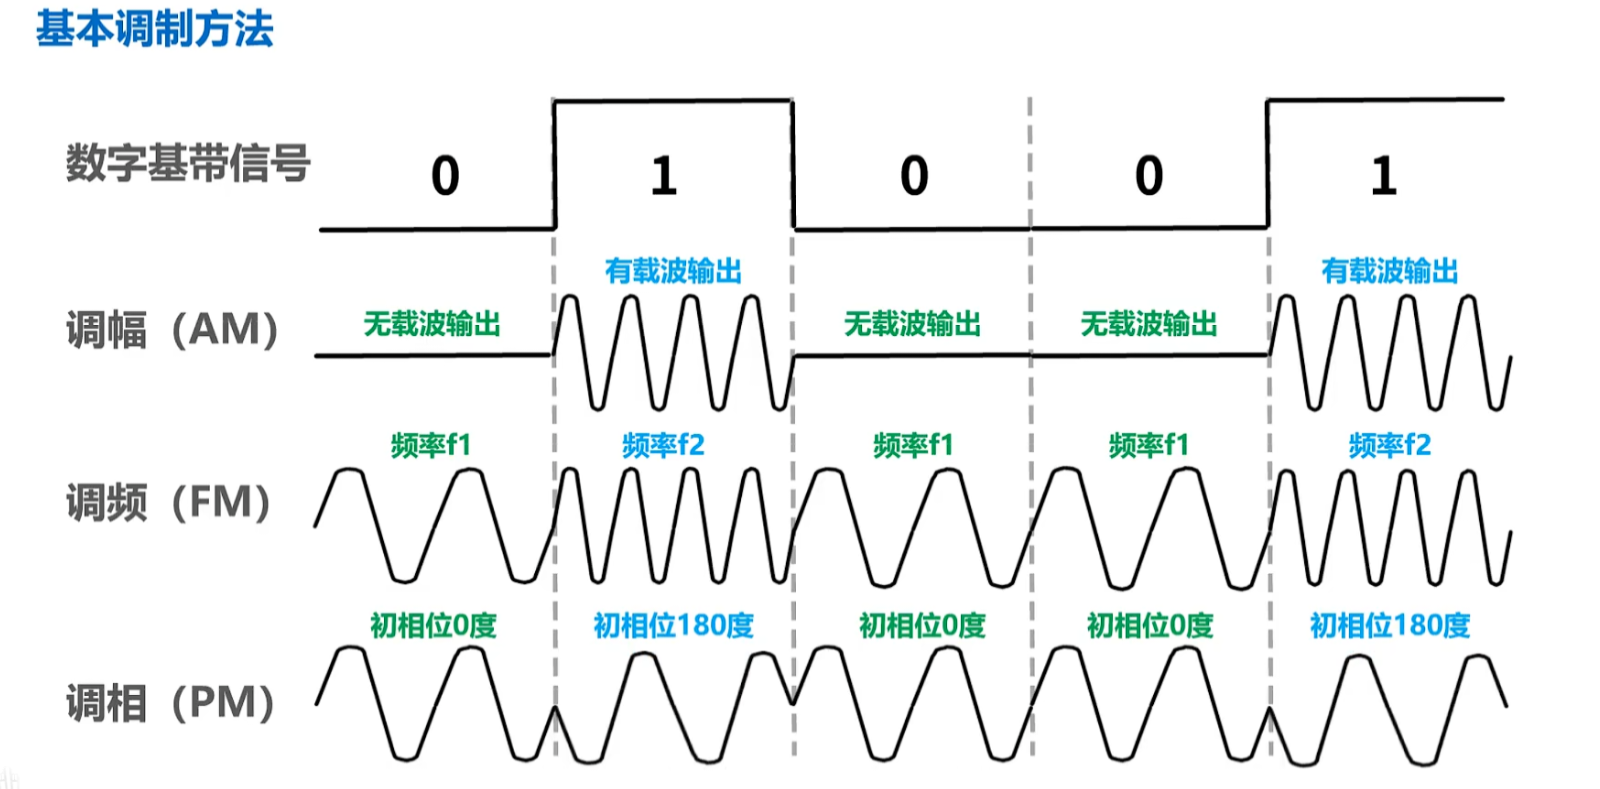 基本调制方法
数字基带信号
0 1 0 0 1
有载波输出 有载波输出
调幅（AM）
无载波输出 无载波输出 无载波输出
频率f1 频率f2 频率f1 频率f1 频率f2
调频（FM）
初相位0度 初相位180度 初相位0度 初相位0度 初相位180度
调相（PM）